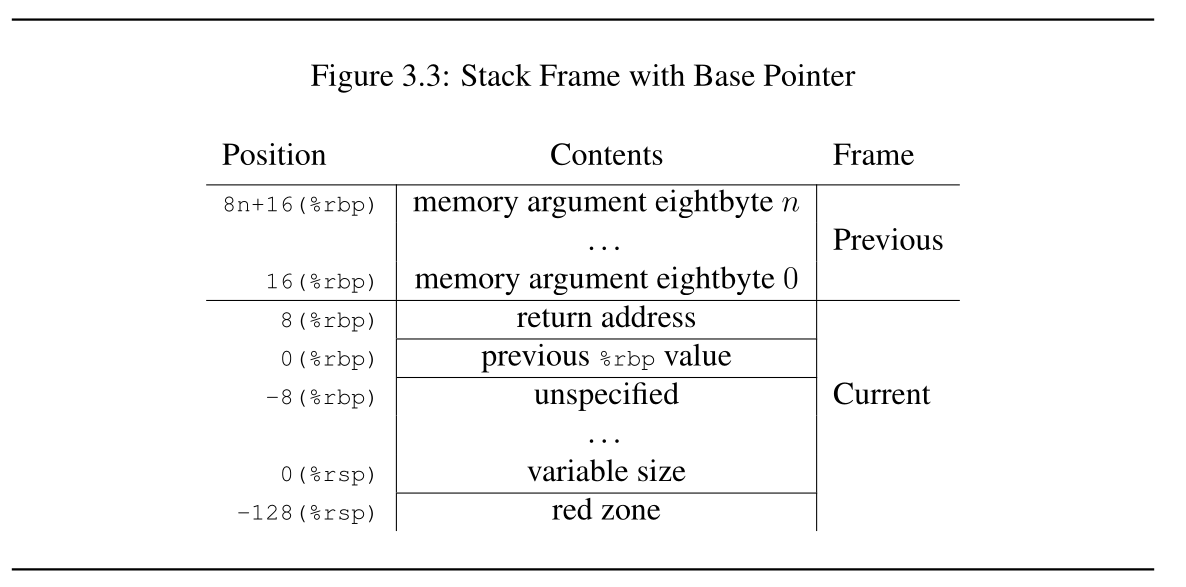 Figure 3.3: Stack Frame with Base Pointer
Position Contents Frame
8n+16(%rbp) memory argument eightbyte n
... Previous
16(%rbp) memory argument eightbyte 0
8(%rbp) return address
0(%rbp) previous %rbp value
-8(%rbp) unspecified Current
...
0(%rsp) variable size
-128(%rsp) red zone